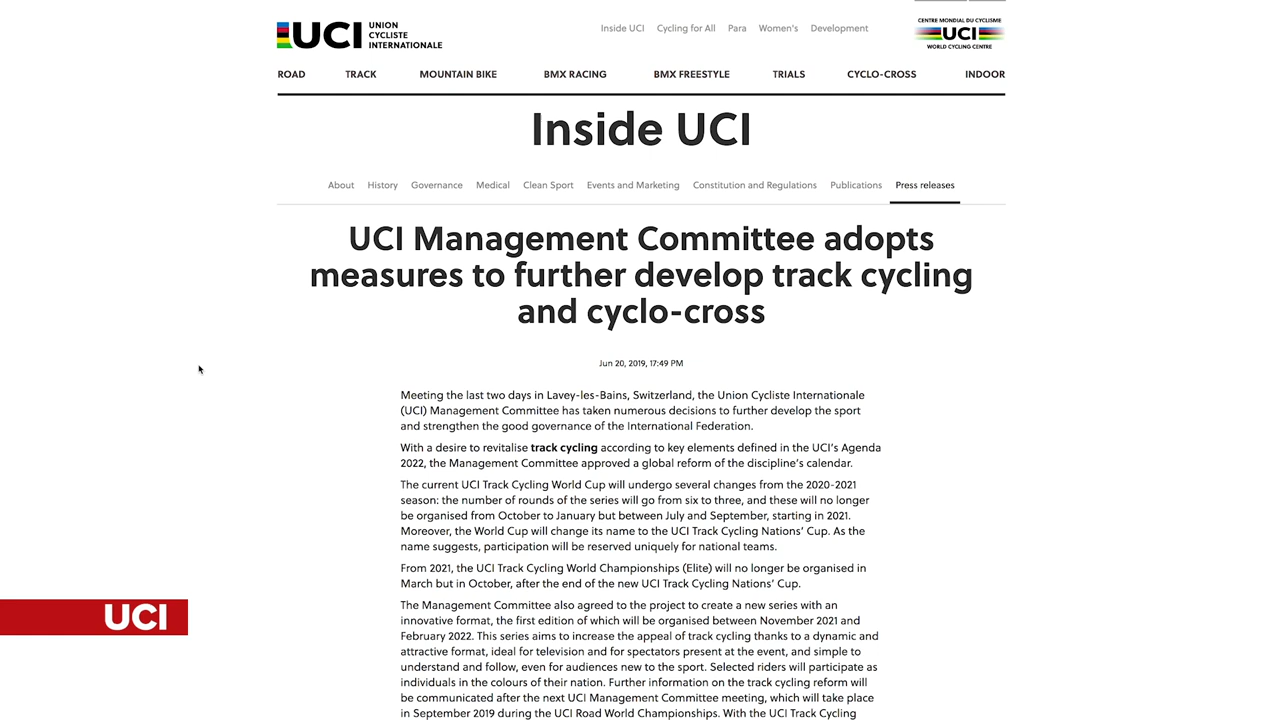 UCI UNION CYCLISTE INTERNATIONALE
Inside UCI Cycling for All Para Women's Development
CENTRE MONDIAL DU CYCLISME
UCI
WORLD CYCLING CENTRE
ROAD TRACK MOUNTAIN BIKE BMX RACING BMX FREESTYLE TRIALS CYCLO-CROSS INDOOR
Inside UCI
About History Governance Medical Clean Sport Events and Marketing Constitution and Regulations Publications Press releases
UCI Management Committee adopts
measures to further develop track cycling
and cyclo-cross
Jun 20, 2019, 17:49 PM
Meeting the last two days in Lavey-les-Bains, Switzerland, the Union Cycliste Internationale
(UCI) Management Committee has taken numerous decisions to further develop the sport
and strengthen the good governance of the International Federation.
With a desire to revitalise track cycling according to key elements defined in the UCI's Agenda
2022, the Management Committee approved a global reform of the discipline's calendar.
The current UCI Track Cycling World Cup will undergo several changes from the 2020-2021
season: the number of rounds of the series will go from six to three, and these will no longer
be organised from October to January but between July and September, starting in 2021.
Moreover, the World Cup will change its name to the UCI Track Cycling Nations' Cup. As the
name suggests, participation will be reserved uniquely for national teams.
From 2021, the UCI Track Cycling World Championships (Elite) will no longer be organised in
March but in October, after the end of the new UCI Track Cycling Nations' Cup.
The Management Committee also agreed to the project to create a new series with an
innovative format, the first edition of which will be organised between November 2021 and
February 2022. This series aims to increase the appeal of track cycling thanks to a dynamic and
attractive format, ideal for television and for spectators present at the event, and simple to
understand and follow, even for audiences new to the sport. Selected riders will participate as
individuals in the colours of their nation. Further information on the track cycling reform will
be communicated after the next UCI Management Committee meeting, which will take place
in September 2019 during the UCI Road World Championships. With the UCI Track Cycling
UCI